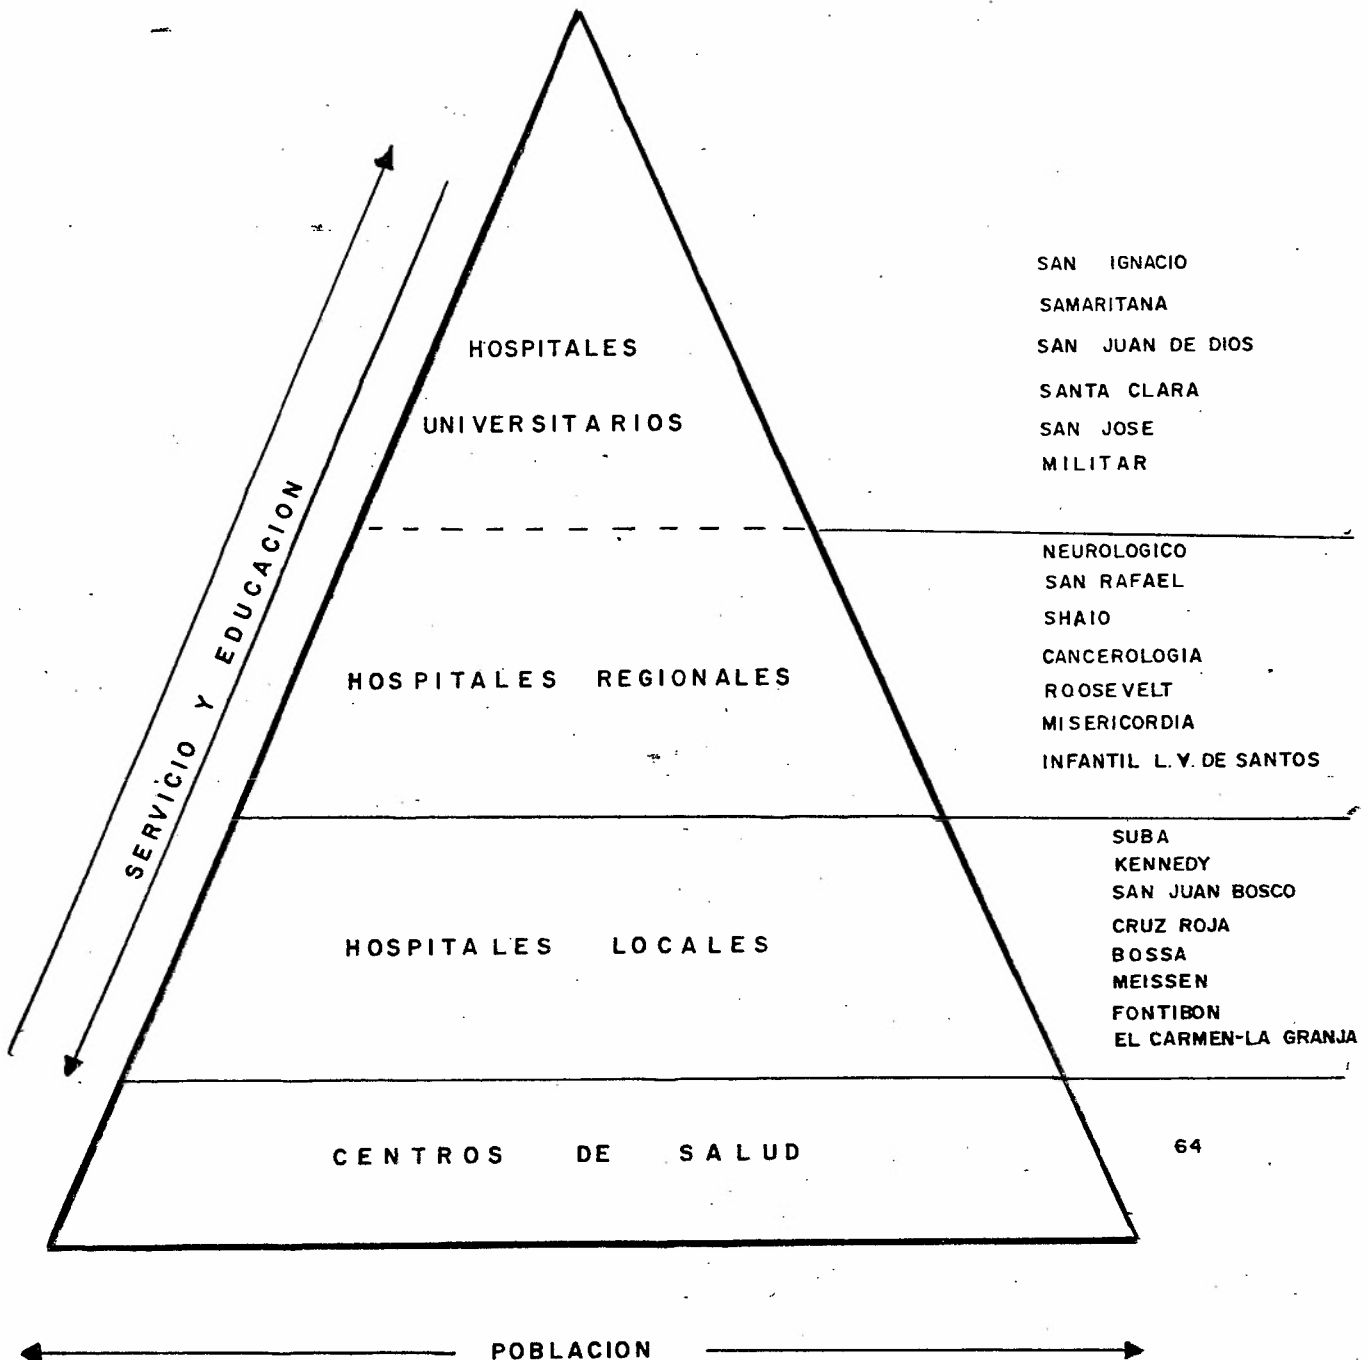 HOSPITALES
UNIVERSITARIOS
SAN IGNACIO
SAMARITANA
SAN JUAN DE DIOS
SANTA CLARA
SAN JOSE
MILITAR
SERVICIO Y EDUCACION
HOSPITALES REGIONALES
NEUROLOGICO
SAN RAFAEL
SHAIO
CANCEROLOGIA
ROOSEVELT
MISERICORDIA
INFANTIL L.V. DE SANTOS
HOSPITALES LOCALES
SUBA
KENNEDY
SAN JUAN BOSCO
CRUZ ROJA
BOSSA
MEISSEN
FONTIBON
EL CARMEN-LA GRANJA
CENTROS DE SALUD
64
POBLACION